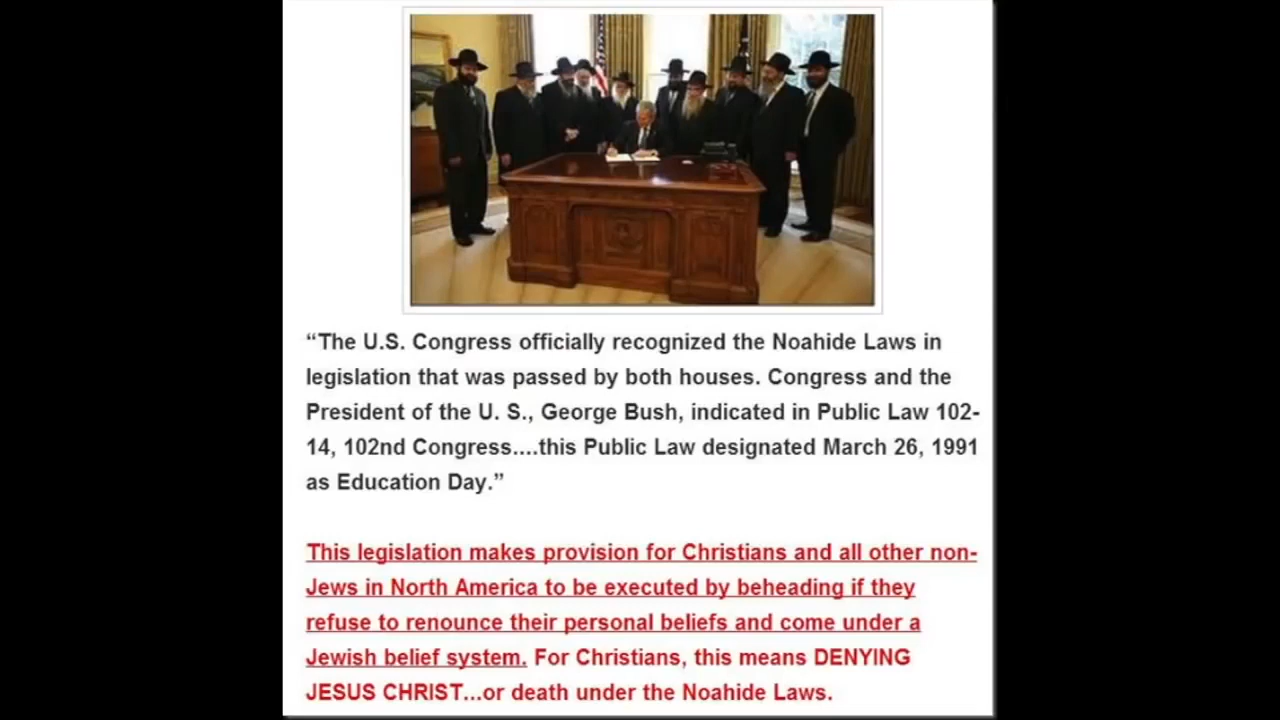 “The U.S. Congress officially recognized the Noahide Laws in
legislation that was passed by both houses. Congress and the
President of the U. S., George Bush, indicated in Public Law 102-
14, 102nd Congress....this Public Law designated March 26, 1991
as Education Day.”
This legislation makes provision for Christians and all other non-
Jews in North America to be executed by beheading if they
refuse to renounce their personal beliefs and come under a
Jewish belief system. For Christians, this means DENYING
JESUS CHRIST...or death under the Noahide Laws.